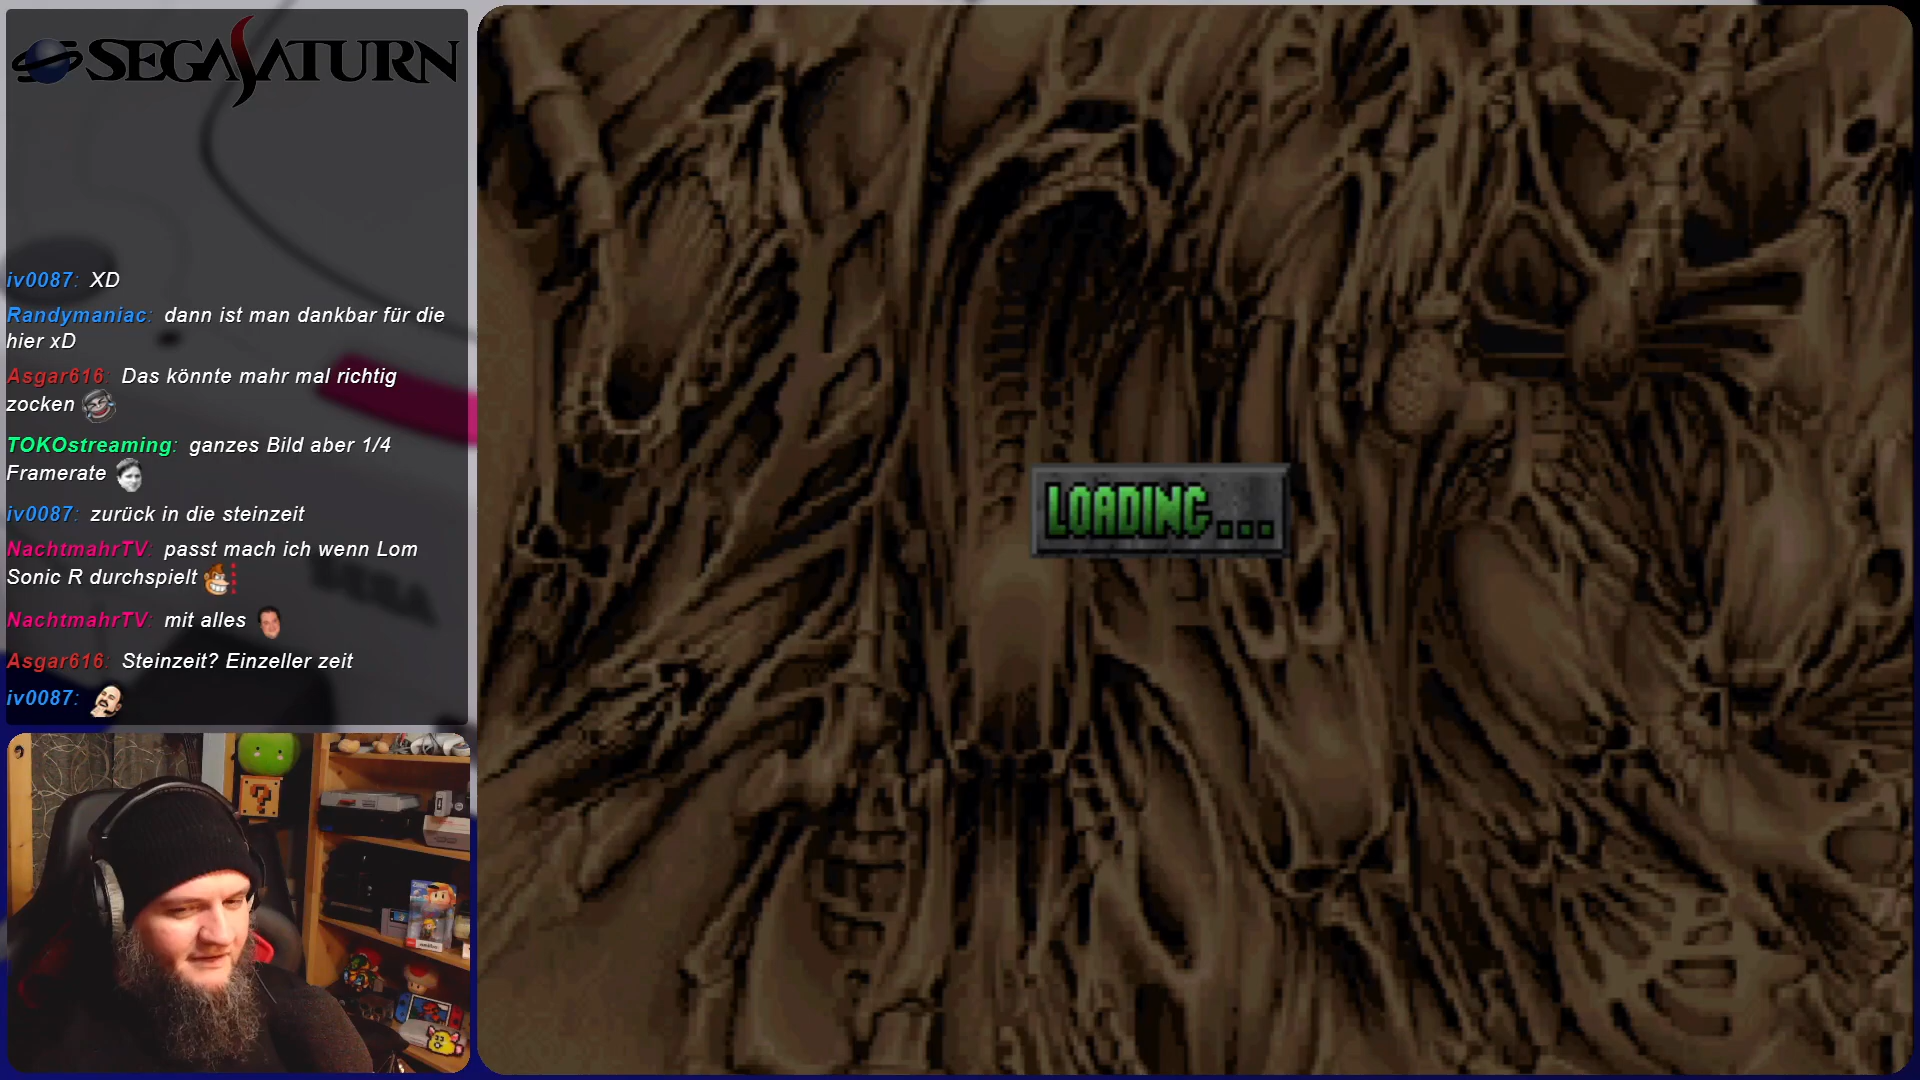 SEGA SATURN
iv0087: XD
Randymaniac: dann ist man dankbar für die
hier xD
Asgar616: Das könnte mahr mal richtig
zocken
TOKOstreaming: ganzes Bild aber 1/4
Framerate
iv0087: zurück in die steinzeit
NachtmahrTV: passt mach ich wenn Lom
Sonic R durchspielt
NachtmahrTV: mit alles
Asgar616: Steinzeit? Einzeller zeit
iv0087:
LOADING...
SEGA
?